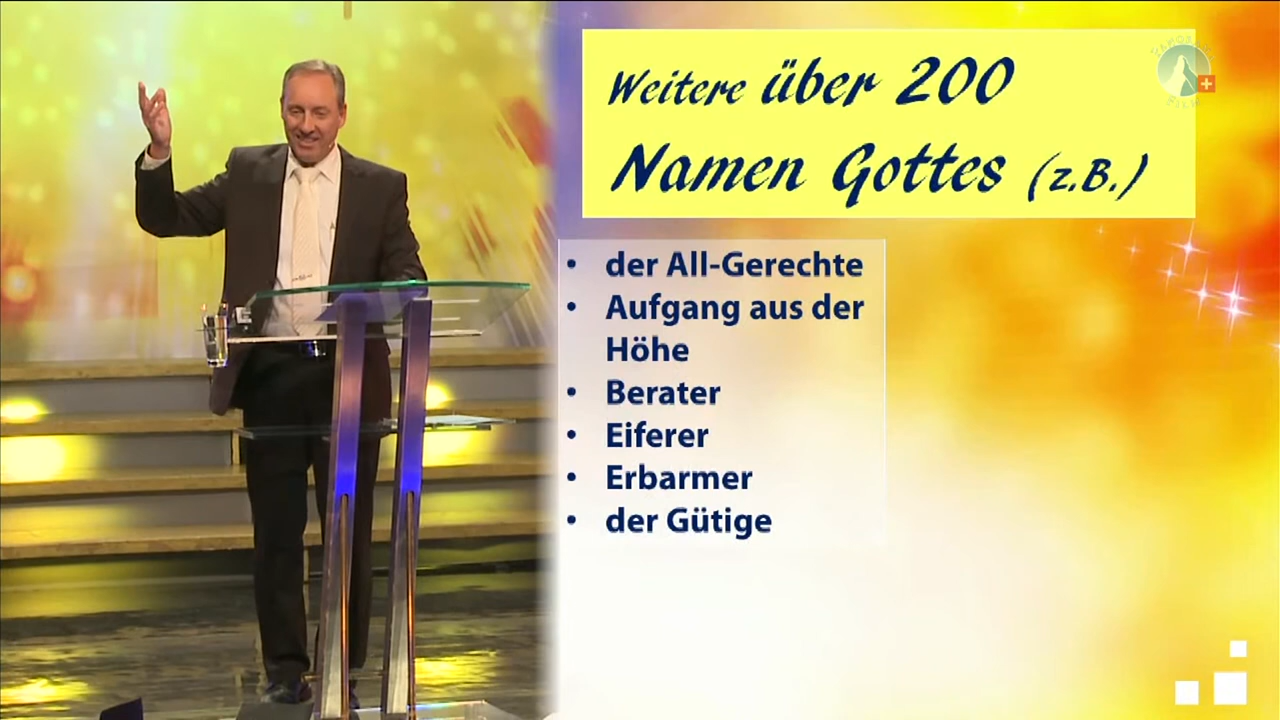 Weitere über 200
Namen Gottes (z.B.)
• der All-Gerechte
• Aufgang aus der
Höhe
• Berater
• Eiferer
• Erbarmer
• der Gütige